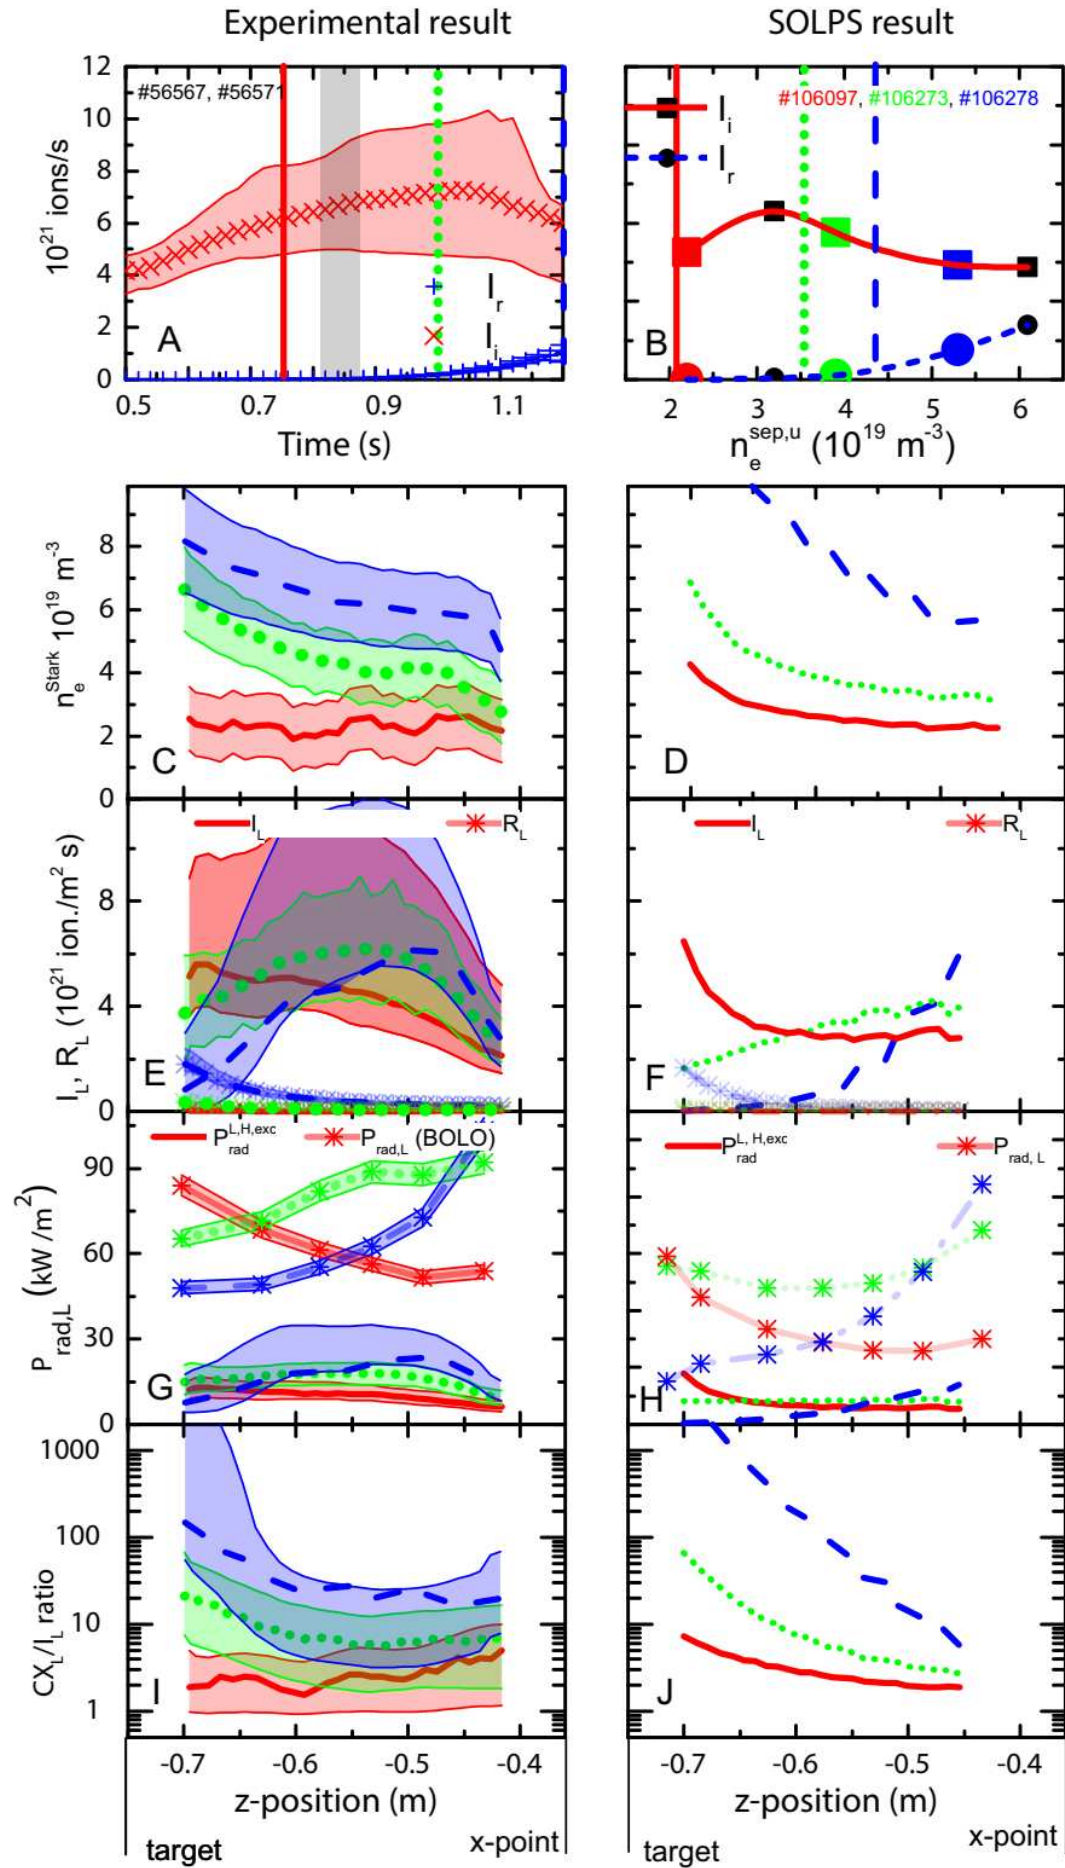 Experimental result
SOLPS result
12
10
8
6
4
2
0
10^21 ions/s
#56567, #56571
I_r
I_i
A
0.5 0.7 0.9 1.1
Time (s)
#106097, #106273, #106278
I_i
I_r
B
2 3 4 5 6
n_e^sep,u (10^19 m^-3)
8
6
4
2
0
n_e^Stark 10^19 m^-3
C
D
I_L R_L
I_L R_L
8
4
0
I_L, R_L (10^21 ion./m^2 s)
E
F
P_rad^L,H,exc P_rad,L (BOLO)
P_rad^L, H,exc P_rad, L
90
60
30
0
P_rad,L (kW /m^2)
G
H
1000
100
10
1
CX_L/I_L ratio
I
J
-0.7 -0.6 -0.5 -0.4
z-position (m)
target x-point
-0.7 -0.6 -0.5 -0.4
z-position (m)
target x-point